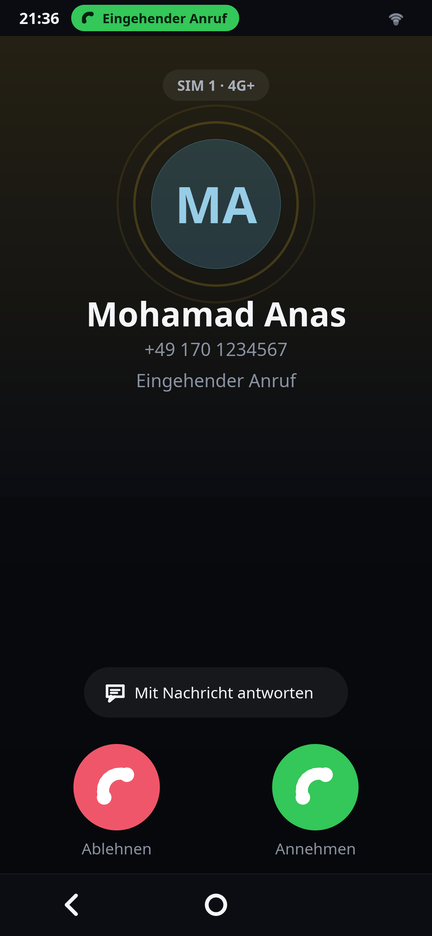 21:36 Eingehender Anruf
SIM 1 · 4G+
MA
Mohamad Anas
+49 170 1234567
Eingehender Anruf
Mit Nachricht antworten
Ablehnen Annehmen